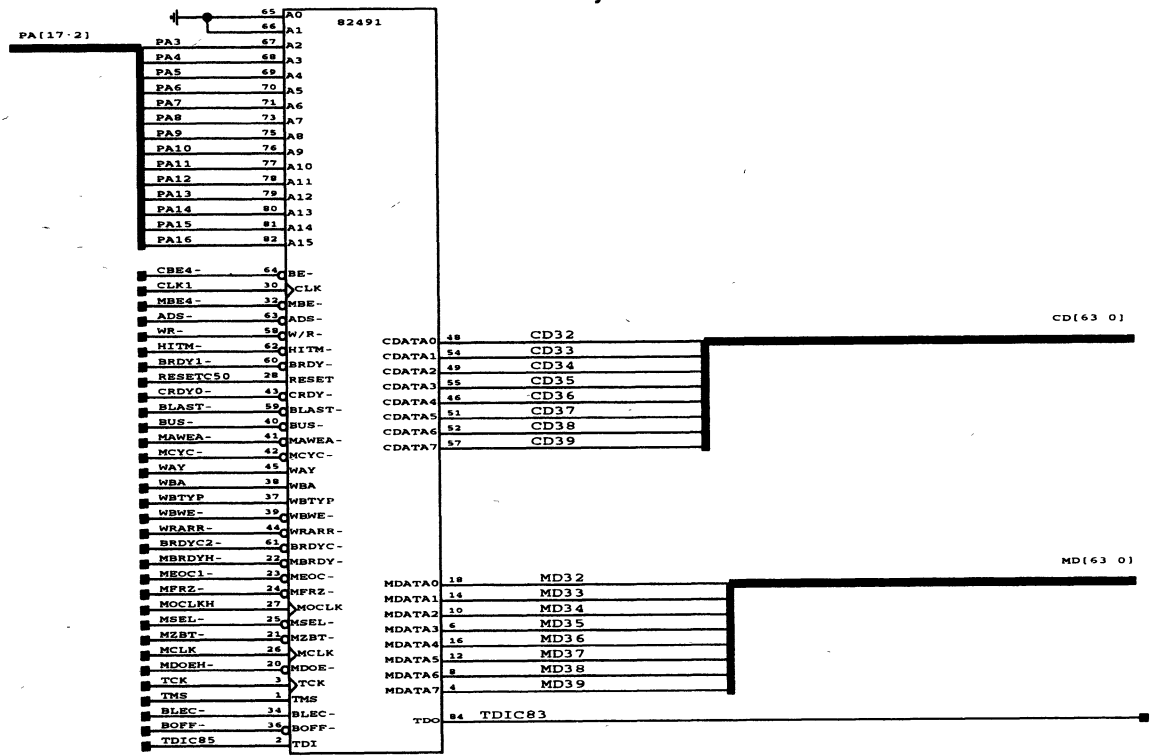 65 A0
82491
66 A1
PA[17·2]
PA3 67 A2
PA4 68 A3
PA5 69 A4
PA6 70 A5
PA7 71 A6
PA8 73 A7
PA9 75 A8
PA10 76 A9
PA11 77 A10
PA12 78 A11
PA13 79 A12
PA14 80 A13
PA15 81 A14
PA16 82 A15
CBE4- 64 BE-
CLK1 30 CLK
MBE4- 32 MBE-
ADS- 63 ADS-
WR- 58 W/R-
HITM- 62 HITM-
BRDY1- 60 BRDY-
RESETC50 28 RESET
CRDY0- 43 CRDY-
BLAST- 59 BLAST-
BUS- 40 BUS-
MAWEA- 41 MAWEA-
MCYC- 42 MCYC-
WAY 45 WAY
WBA 38 WBA
WBTYP 37 WBTYP
WBWE- 39 WBWE-
WRARR- 44 WRARR-
BRDYC2- 61 BRDYC-
MBRDYH- 22 MBRDY-
MEOC1- 23 MEOC-
MFRZ- 24 MFRZ-
MOCLKH 27 MOCLK
MSEL- 25 MSEL-
MZBT- 21 MZBT-
MCLK 26 MCLK
MDOEH- 20 MDOE-
TCK 3 TCK
TMS 1 TMS
BLEC- 34 BLEC-
BOFF- 36 BOFF-
TDIC85 2 TDI
CD[63 0]
CDATA0 48 CD32
CDATA1 54 CD33
CDATA2 49 CD34
CDATA3 55 CD35
CDATA4 46 CD36
CDATA5 51 CD37
CDATA6 52 CD38
CDATA7 57 CD39
MD[63 0]
MDATA0 18 MD32
MDATA1 14 MD33
MDATA2 10 MD34
MDATA3 6 MD35
MDATA4 16 MD36
MDATA5 12 MD37
MDATA6 8 MD38
MDATA7 4 MD39
TDO 84 TDIC83